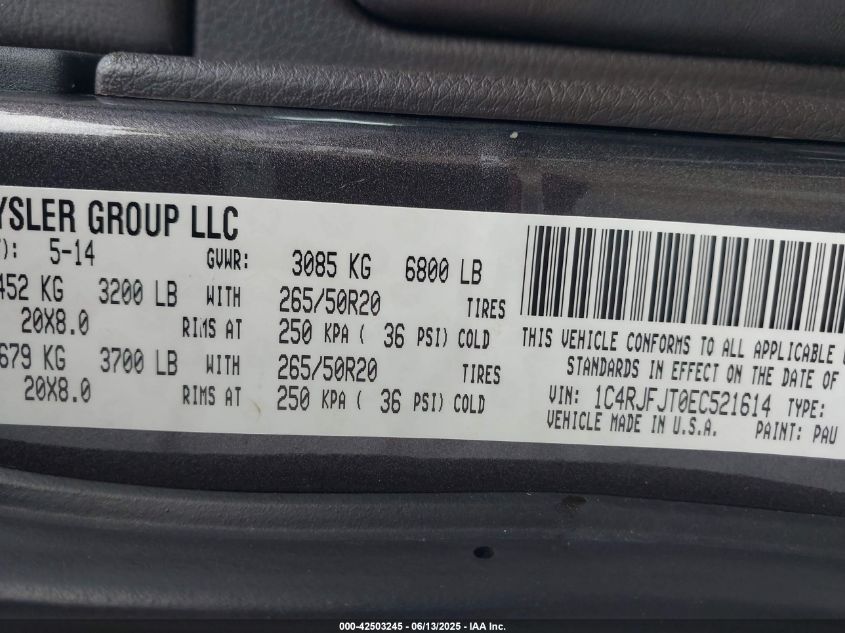 YSLER GROUP LLC
): 5-14 GVWR: 3085 KG 6800 LB
452 KG 3200 LB WITH 265/50R20 TIRES
20X8.0 RIMS AT 250 KPA ( 36 PSI) COLD
679 KG 3700 LB WITH 265/50R20 TIRES
20X8.0 RIMS AT 250 KPA ( 36 PSI) COLD
THIS VEHICLE CONFORMS TO ALL APPLICABLE
STANDARDS IN EFFECT ON THE DATE OF
VIN: 1C4RJFJT0EC521614 TYPE:
VEHICLE MADE IN U.S.A. PAINT: PAU
000-42503245 - 06/13/2025 - IAA Inc.